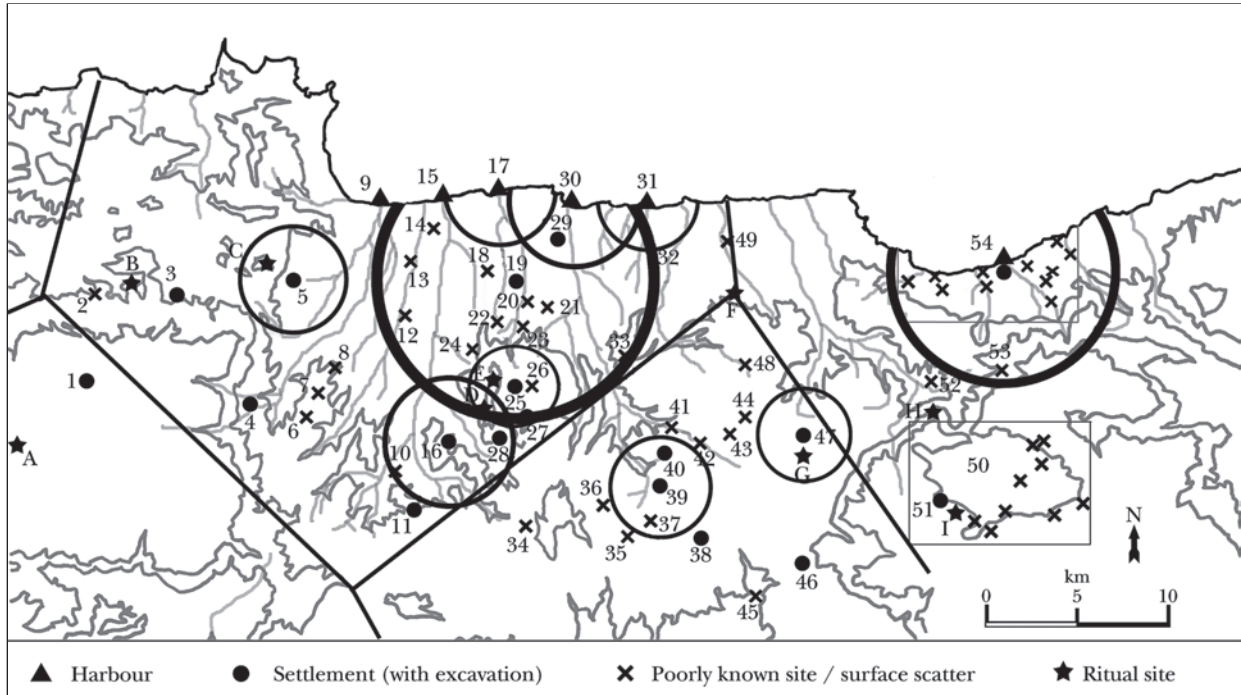 17
9 15 30 31
14 29
C 49 54
18 19 32
13
B 3
2 5
20 21
12 22 F
23
24 33 53
8 E 26 48
1 7 D 25 52
4 44 H
6 41
27 43 47
16 28 42
10 40 50
A G
39
36 51
11 37 I N
34 35 38
46 km
45
0 5 10
Harbour Settlement (with excavation) Poorly known site / surface scatter Ritual site